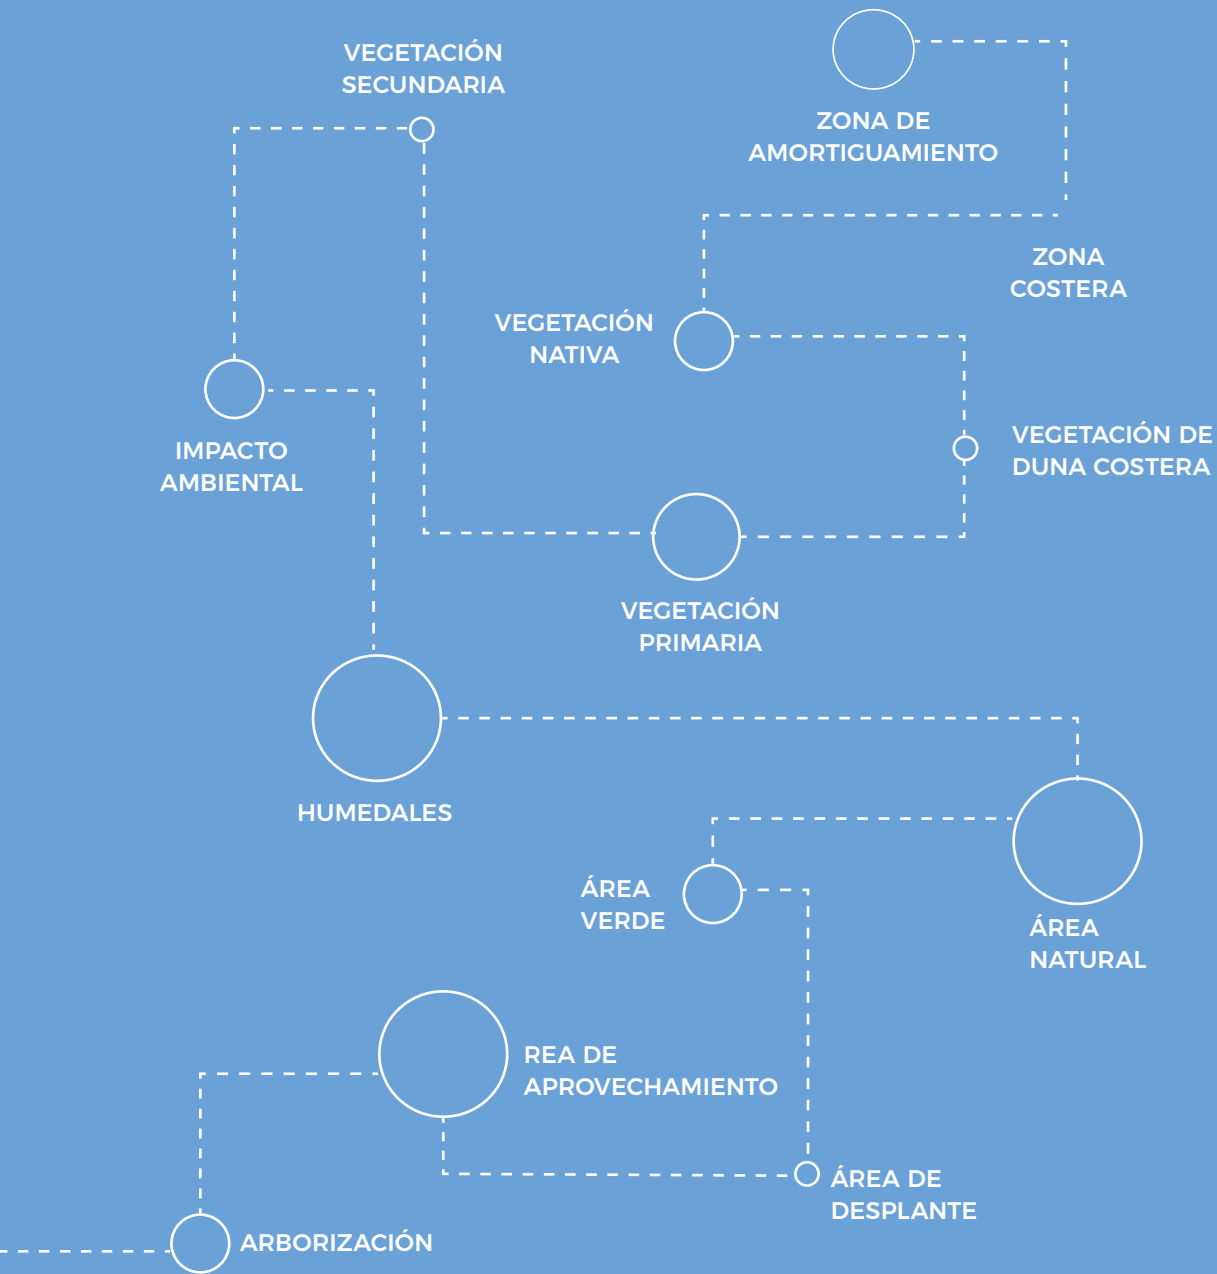 VEGETACIÓN
SECUNDARIA
ZONA DE
AMORTIGUAMIENTO
ZONA
COSTERA
VEGETACIÓN
NATIVA
VEGETACIÓN DE
DUNA COSTERA
IMPACTO
AMBIENTAL
VEGETACIÓN
PRIMARIA
HUMEDALES
ÁREA
VERDE
ÁREA
NATURAL
REA DE
APROVECHAMIENTO
ÁREA DE
DESPLANTE
ARBORIZACIÓN